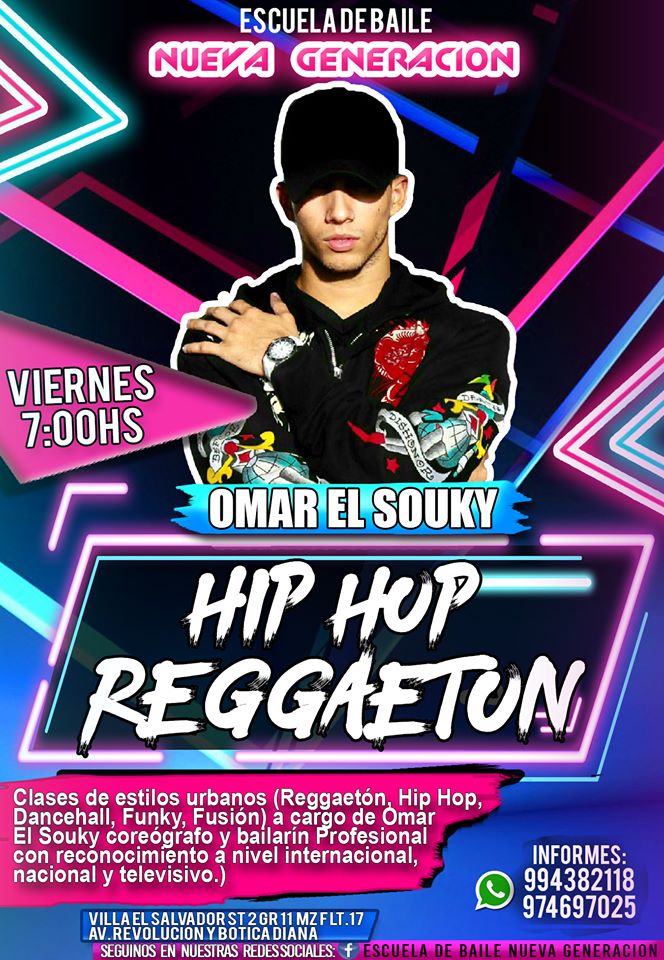 ESCUELA DE BAILE
NUEVA GENERACION
VIERNES
7:00HS
DISHONOR
OMAR EL SOUKY
HIP HOP
REGGAETON
Clases de estilos urbanos (Reggaetón, Hip Hop,
Dancehall, Funky, Fusión) a cargo de Omar
El Souky coreógrafo y bailarín Profesional
con reconocimiento a nivel internacional,
nacional y televisivo.)
INFORMES:
994382118
974697025
VILLA EL SALVADOR ST 2 GR 11 MZ F LT.17
AV. REVOLUCION Y BOTICA DIANA
SEGUINOS EN NUESTRAS REDES SOCIALES: f ESCUELA DE BAILE NUEVA GENERACION